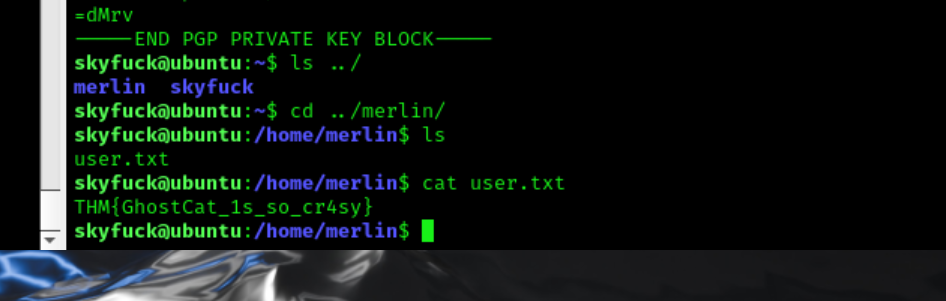 =dMrv
-----END PGP PRIVATE KEY BLOCK-----
skyfuck@ubuntu:~$ ls ../
merlin  skyfuck
skyfuck@ubuntu:~$ cd ../merlin/
skyfuck@ubuntu:/home/merlin$ ls
user.txt
skyfuck@ubuntu:/home/merlin$ cat user.txt
THM{GhostCat_1s_so_cr4sy}
skyfuck@ubuntu:/home/merlin$